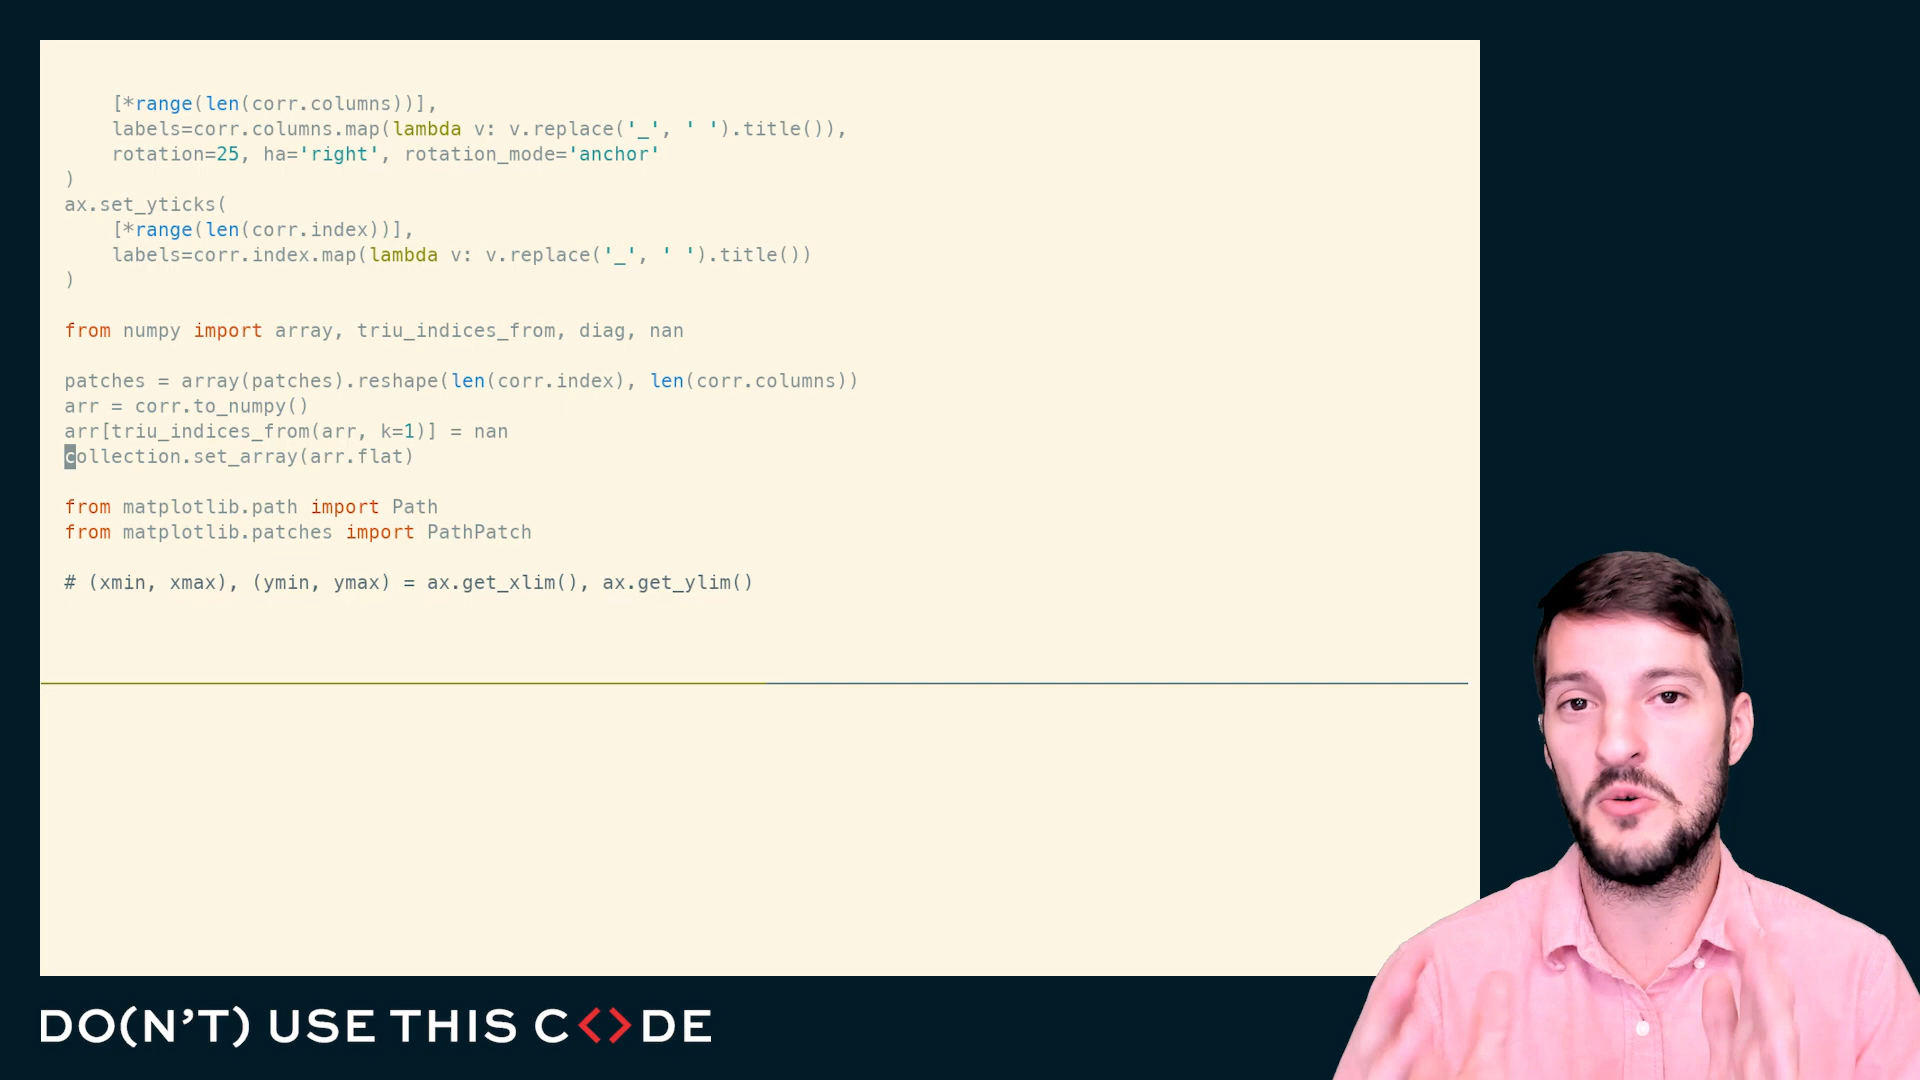 [*range(len(corr.columns))],
labels=corr.columns.map(lambda v: v.replace('_', ' ').title()),
rotation=25, ha='right', rotation_mode='anchor'
)
ax.set_yticks(
[*range(len(corr.index))],
labels=corr.index.map(lambda v: v.replace('_', ' ').title())
)
from numpy import array, triu_indices_from, diag, nan
patches = array(patches).reshape(len(corr.index), len(corr.columns))
arr = corr.to_numpy()
arr[triu_indices_from(arr, k=1)] = nan
collection.set_array(arr.flat)
from matplotlib.path import Path
from matplotlib.patches import PathPatch
# (xmin, xmax), (ymin, ymax) = ax.get_xlim(), ax.get_ylim()
DO(N'T) USE THIS C<>DE